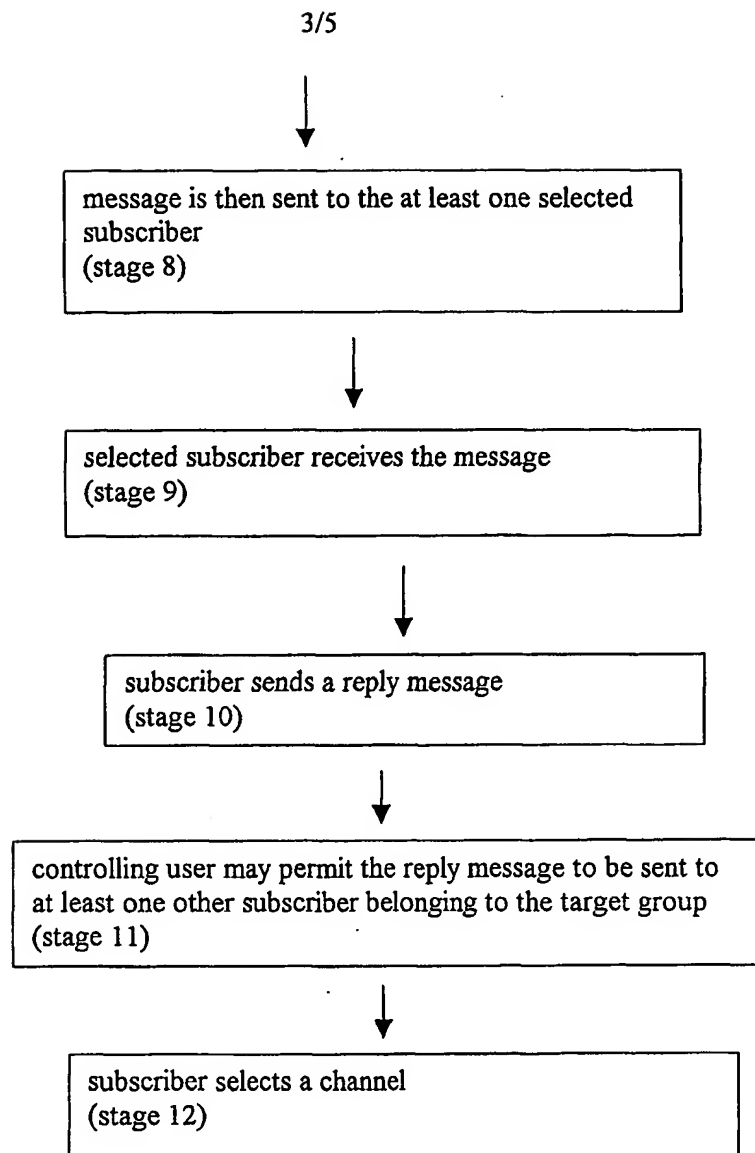 3/5
message is then sent to the at least one selected
subscriber
(stage 8)
selected subscriber receives the message
(stage 9)
subscriber sends a reply message
(stage 10)
controlling user may permit the reply message to be sent to
at least one other subscriber belonging to the target group
(stage 11)
subscriber selects a channel
(stage 12)